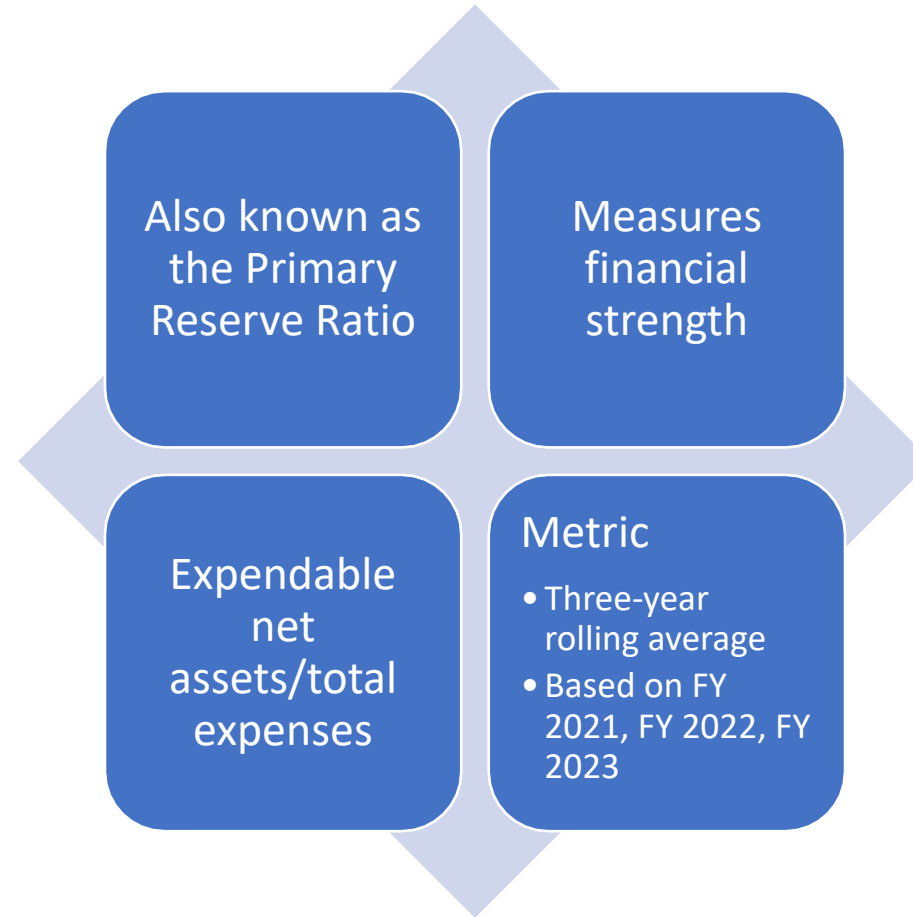 Also known as
the Primary
Reserve Ratio
Measures
financial
strength
Expendable
net
assets/total
expenses
Metric
• Three-year
rolling average
• Based on FY
2021, FY 2022, FY
2023